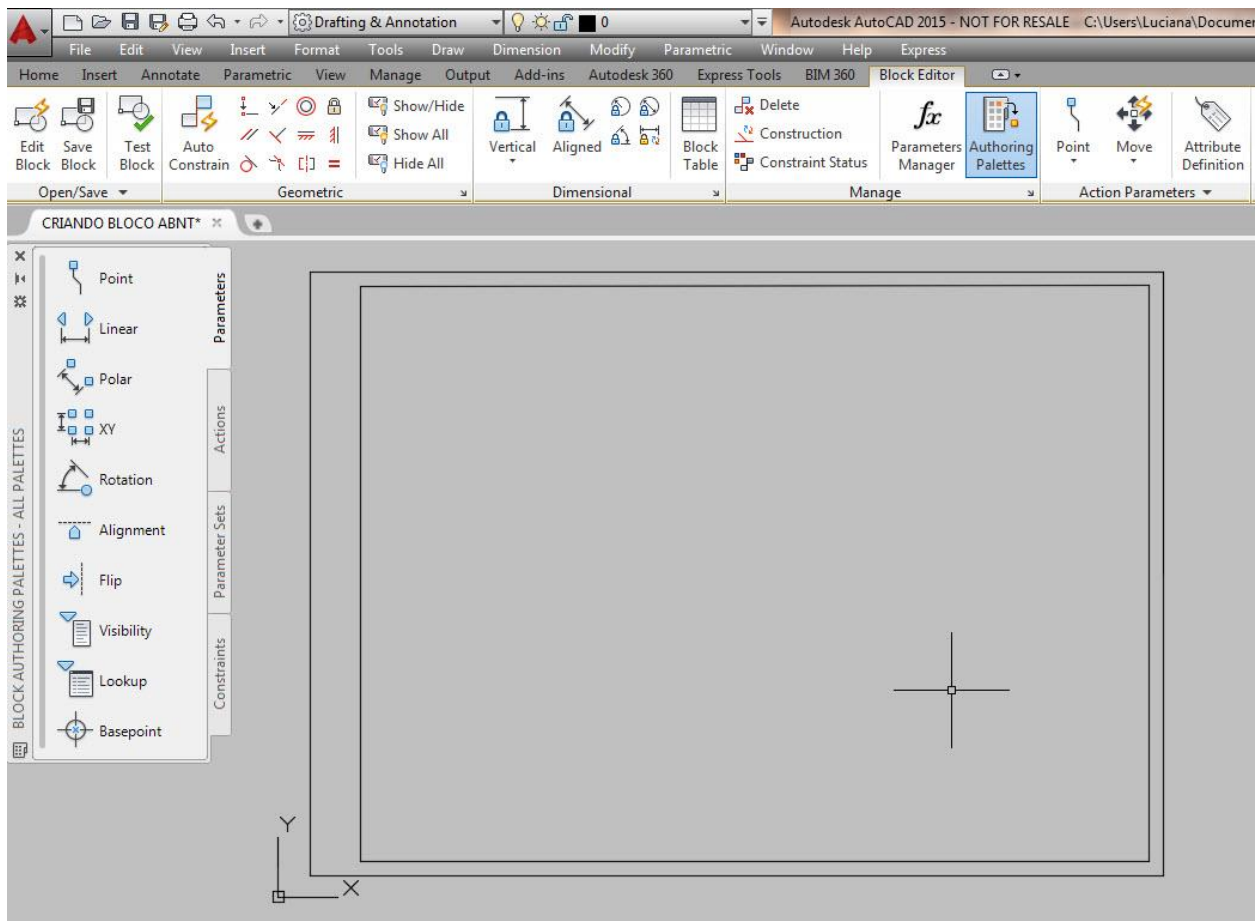 Drafting & Annotation 0 Autodesk AutoCAD 2015 - NOT FOR RESALE C:\Users\Luciana\Documen
File Edit View Insert Format Tools Draw Dimension Modify Parametric Window Help Express
Home Insert Annotate Parametric View Manage Output Add-ins Autodesk 360 Express Tools BIM 360 Block Editor
Edit Block
Save Block
Test Block
Auto Constrain
Show/Hide
Show All
Hide All
Vertical
Aligned
Block Table
Delete
Construction
Constraint Status
fx
Parameters Manager
Authoring Palettes
Point
Move
Attribute Definition
Open/Save Geometric Dimensional Manage Action Parameters
CRIANDO BLOCO ABNT*
Point
Linear
Polar
XY
Rotation
Alignment
Flip
Visibility
Lookup
Basepoint
Parameters
Actions
Parameter Sets
Constraints
BLOCK AUTHORING PALETTES - ALL PALETTES
Y
X